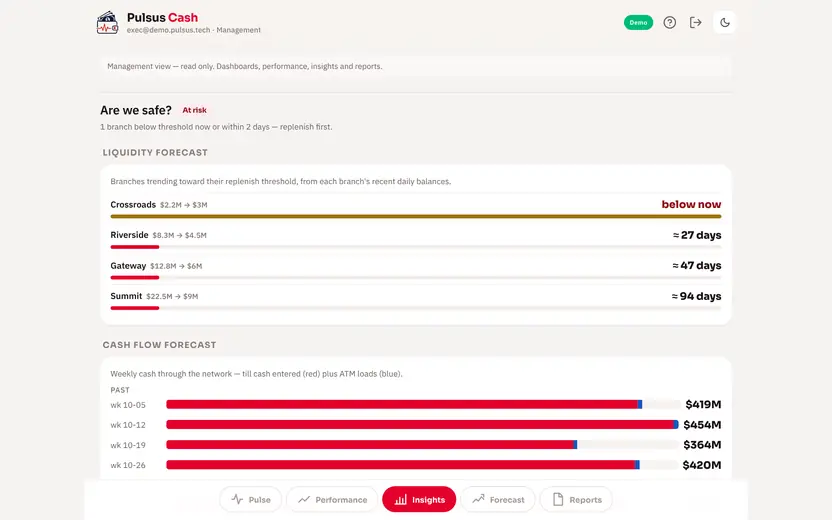 Pulsus Cash
exec@demo.pulsus.tech · Management
Demo
Management view — read only. Dashboards, performance, insights and reports.
Are we safe? At risk
1 branch below threshold now or within 2 days — replenish first.
LIQUIDITY FORECAST
Branches trending toward their replenish threshold, from each branch's recent daily balances.
Crossroads $2.2M → $3M below now
Riverside $8.3M → $4.5M ≈ 27 days
Gateway $12.8M → $6M ≈ 47 days
Summit $22.5M → $9M ≈ 94 days
CASH FLOW FORECAST
Weekly cash through the network — till cash entered (red) plus ATM loads (blue).
PAST
wk 10-05 $419M
wk 10-12 $454M
wk 10-19 $364M
wk 10-26 $420M
Pulse Performance Insights Forecast Reports